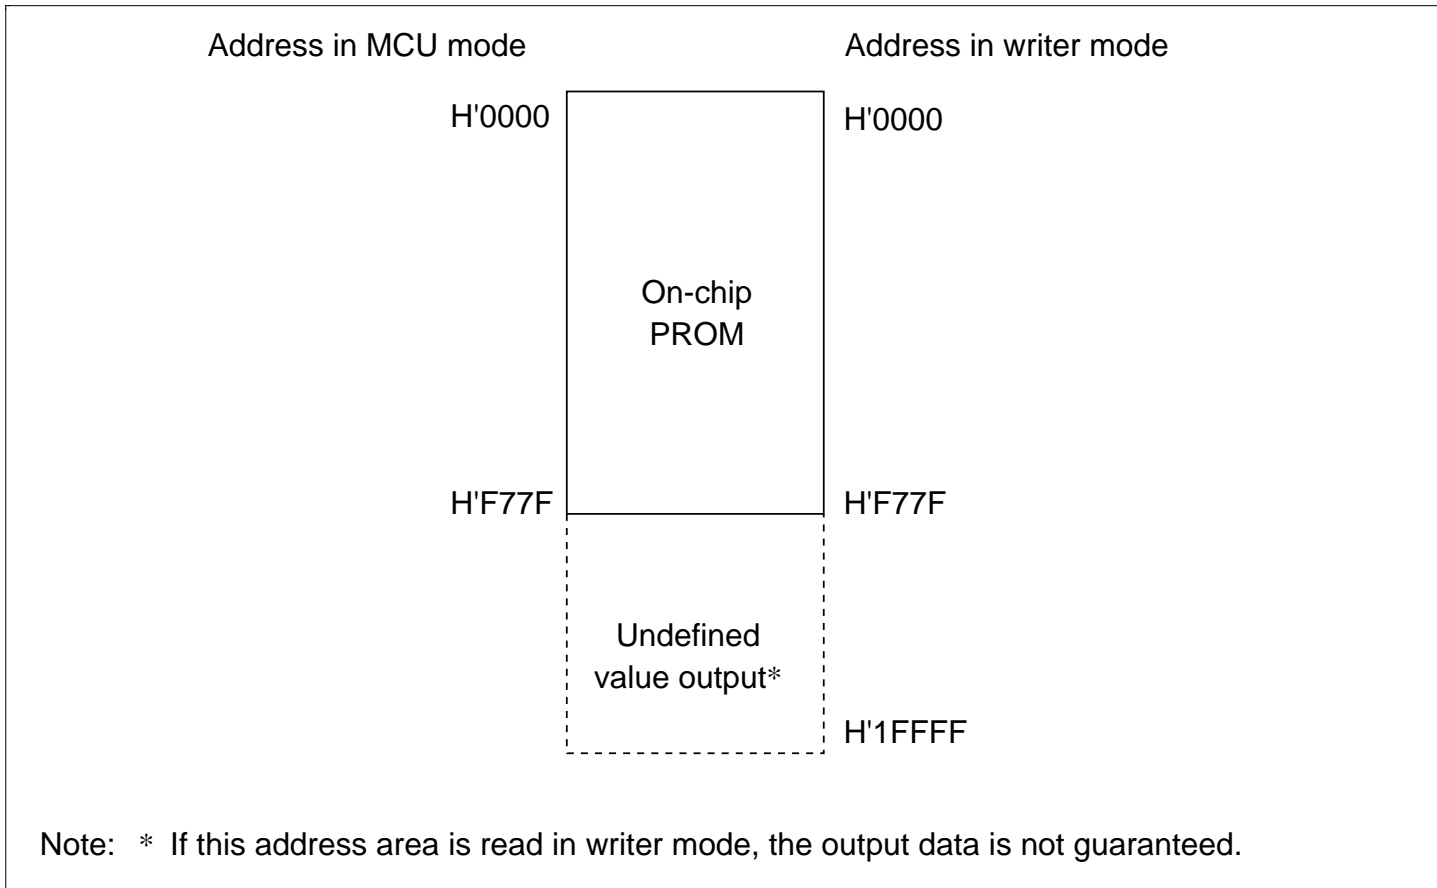 Address in MCU mode
Address in writer mode
H'0000
H'0000
On-chip
PROM
H'F77F
H'F77F
Undefined
value output*
H'1FFFF
Note: * If this address area is read in writer mode, the output data is not guaranteed.